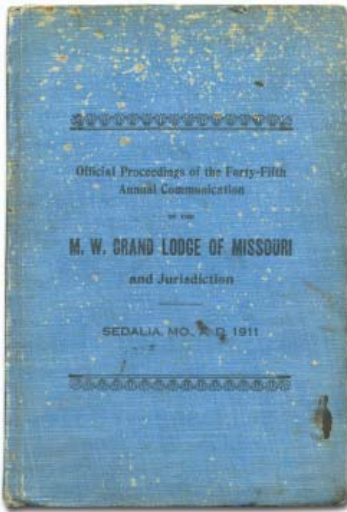 Official Proceedings of the Forty-Fifth
Annual Communication
OF THE
M. W. GRAND LODGE OF MISSOURI
and Jurisdiction
SEDALIA, MO., A. D. 1911